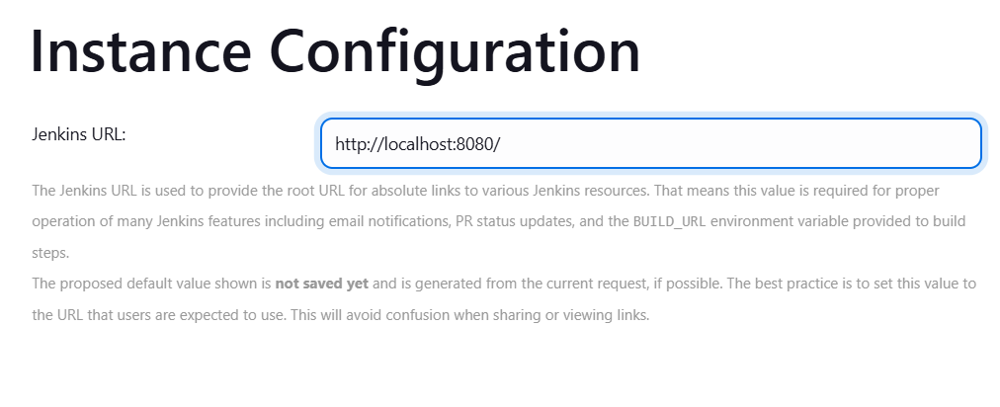 Instance Configuration
Jenkins URL:
http://localhost:8080/
The Jenkins URL is used to provide the root URL for absolute links to various Jenkins resources. That means this value is required for proper
operation of many Jenkins features including email notifications, PR status updates, and the BUILD_URL environment variable provided to build
steps.
The proposed default value shown is not saved yet and is generated from the current request, if possible. The best practice is to set this value to
the URL that users are expected to use. This will avoid confusion when sharing or viewing links.